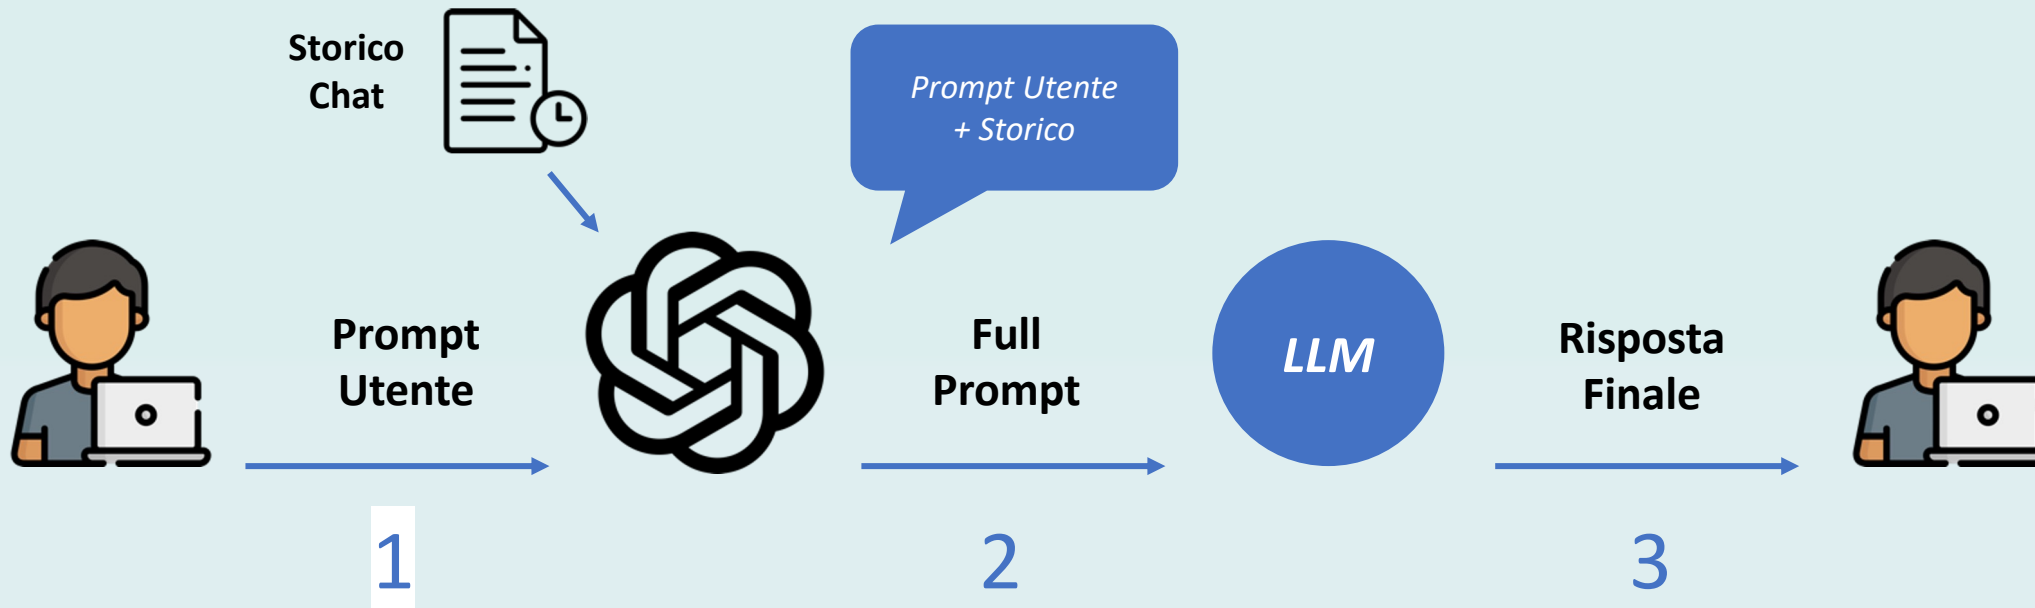 Storico
Chat
Prompt Utente
+ Storico
Prompt
Utente
Full
Prompt
LLM
Risposta
Finale
1
2
3